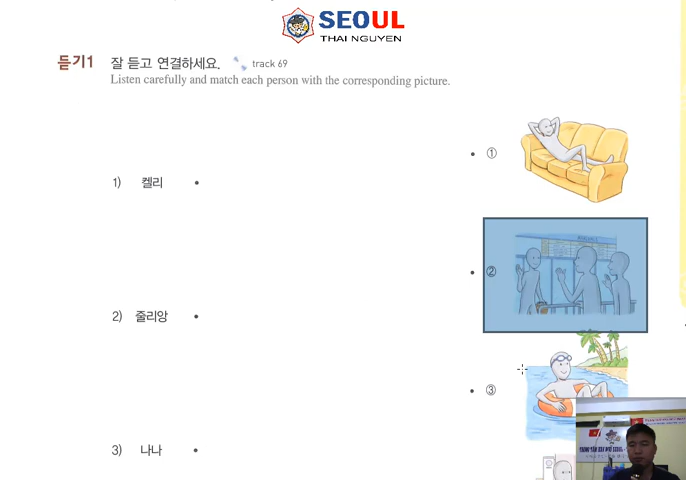 SEOUL
THAI NGUYEN
듣기1 잘 듣고 연결하세요. track 69
Listen carefully and match each person with the corresponding picture.
①
1) 켈리
②
2) 줄리앙
③
3) 나나